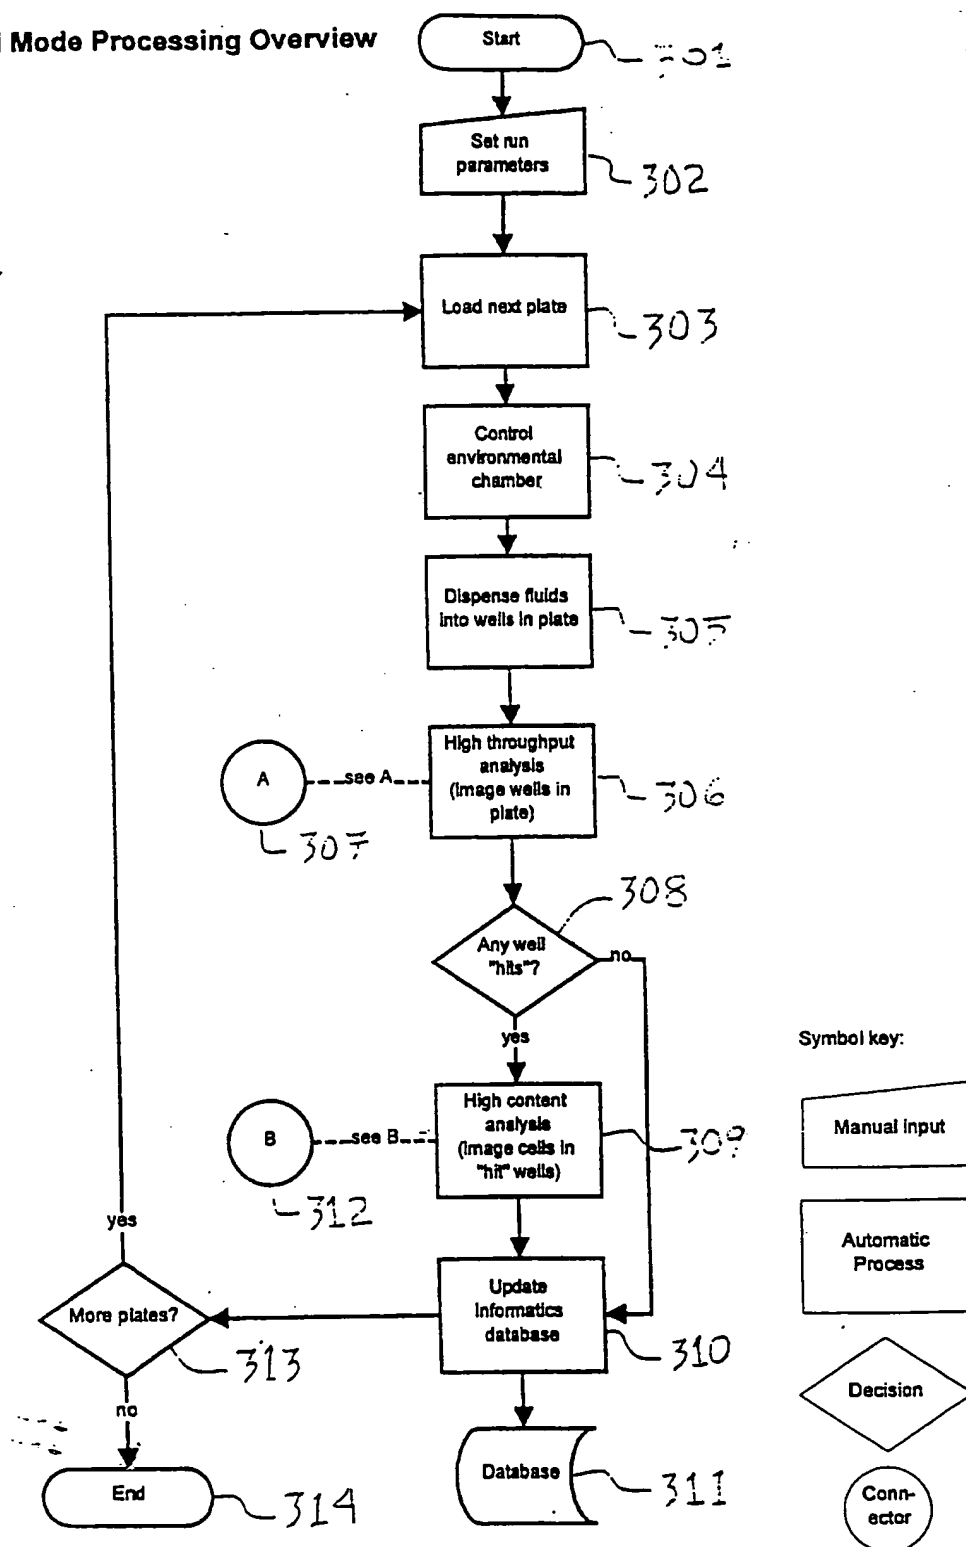 Mode Processing Overview
Start
301
Set run
parameters
302
Load next plate
303
Control
environmental
chamber
304
Dispense fluids
into wells in plate
305
High throughput
analysis
(image wells in
plate)
306
A
see A
307
308
Any well
"hits"?
no
yes
High content
analysis
(image cells in
"hit" wells)
309
B
see B
312
Update
informatics
database
310
yes
More plates?
313
no
End
314
Database
311
Symbol key:
Manual input
Automatic
Process
Decision
Conn-
ector